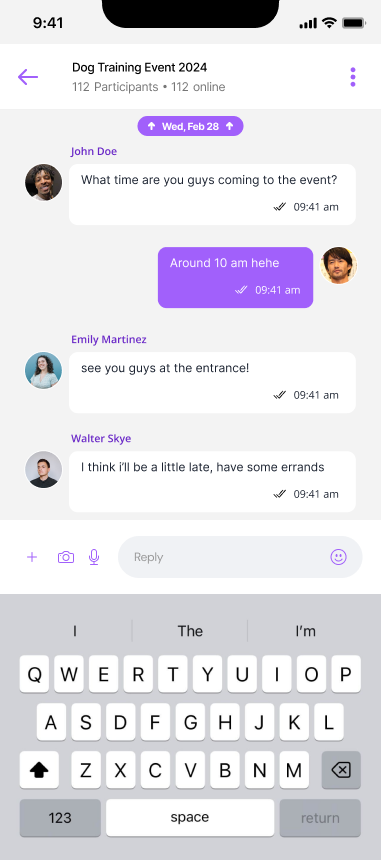 9:41
Dog Training Event 2024
112 Participants • 112 online
↑ Wed, Feb 28 ↑
John Doe
What time are you guys coming to the event?
09:41 am
Around 10 am hehe
09:41 am
Emily Martinez
see you guys at the entrance!
09:41 am
Walter Skye
I think i'll be a little late, have some errands
09:41 am
Reply
I The I'm
Q W E R T Y U I O P
A S D F G H J K L
Z X C V B N M
123 space return